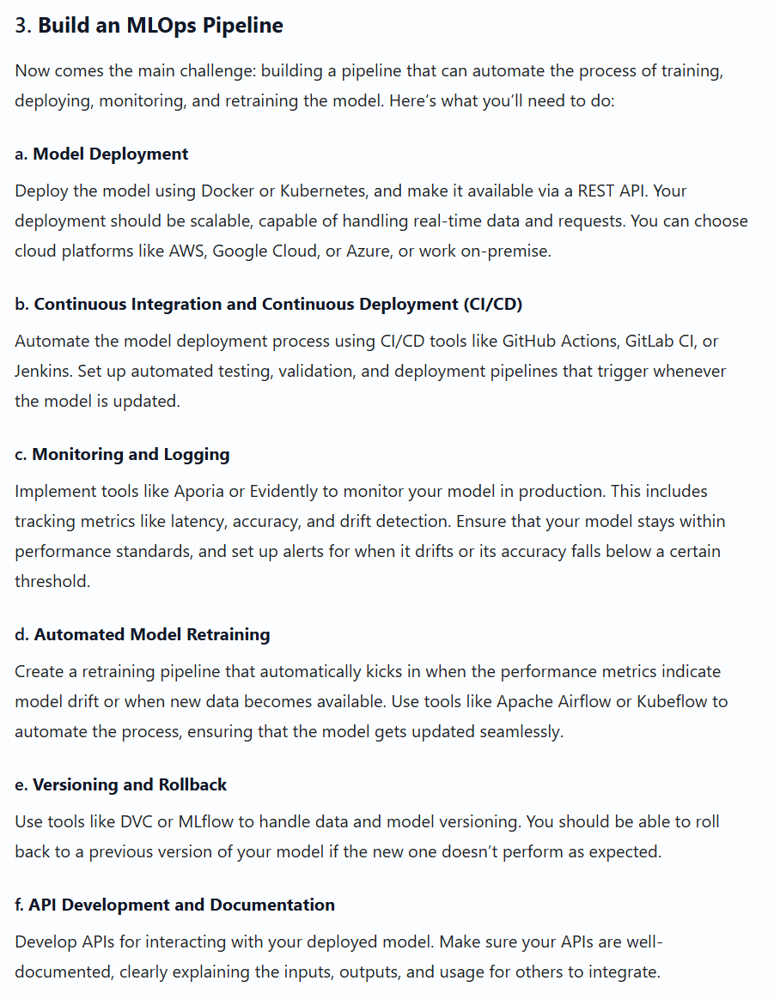 3. Build an MLOps Pipeline
Now comes the main challenge: building a pipeline that can automate the process of training,
deploying, monitoring, and retraining the model. Here’s what you’ll need to do:
a. Model Deployment
Deploy the model using Docker or Kubernetes, and make it available via a REST API. Your
deployment should be scalable, capable of handling real-time data and requests. You can choose
cloud platforms like AWS, Google Cloud, or Azure, or work on-premise.
b. Continuous Integration and Continuous Deployment (CI/CD)
Automate the model deployment process using CI/CD tools like GitHub Actions, GitLab CI, or
Jenkins. Set up automated testing, validation, and deployment pipelines that trigger whenever
the model is updated.
c. Monitoring and Logging
Implement tools like Aporia or Evidently to monitor your model in production. This includes
tracking metrics like latency, accuracy, and drift detection. Ensure that your model stays within
performance standards, and set up alerts for when it drifts or its accuracy falls below a certain
threshold.
d. Automated Model Retraining
Create a retraining pipeline that automatically kicks in when the performance metrics indicate
model drift or when new data becomes available. Use tools like Apache Airflow or Kubeflow to
automate the process, ensuring that the model gets updated seamlessly.
e. Versioning and Rollback
Use tools like DVC or MLflow to handle data and model versioning. You should be able to roll
back to a previous version of your model if the new one doesn’t perform as expected.
f. API Development and Documentation
Develop APIs for interacting with your deployed model. Make sure your APIs are well-
documented, clearly explaining the inputs, outputs, and usage for others to integrate.